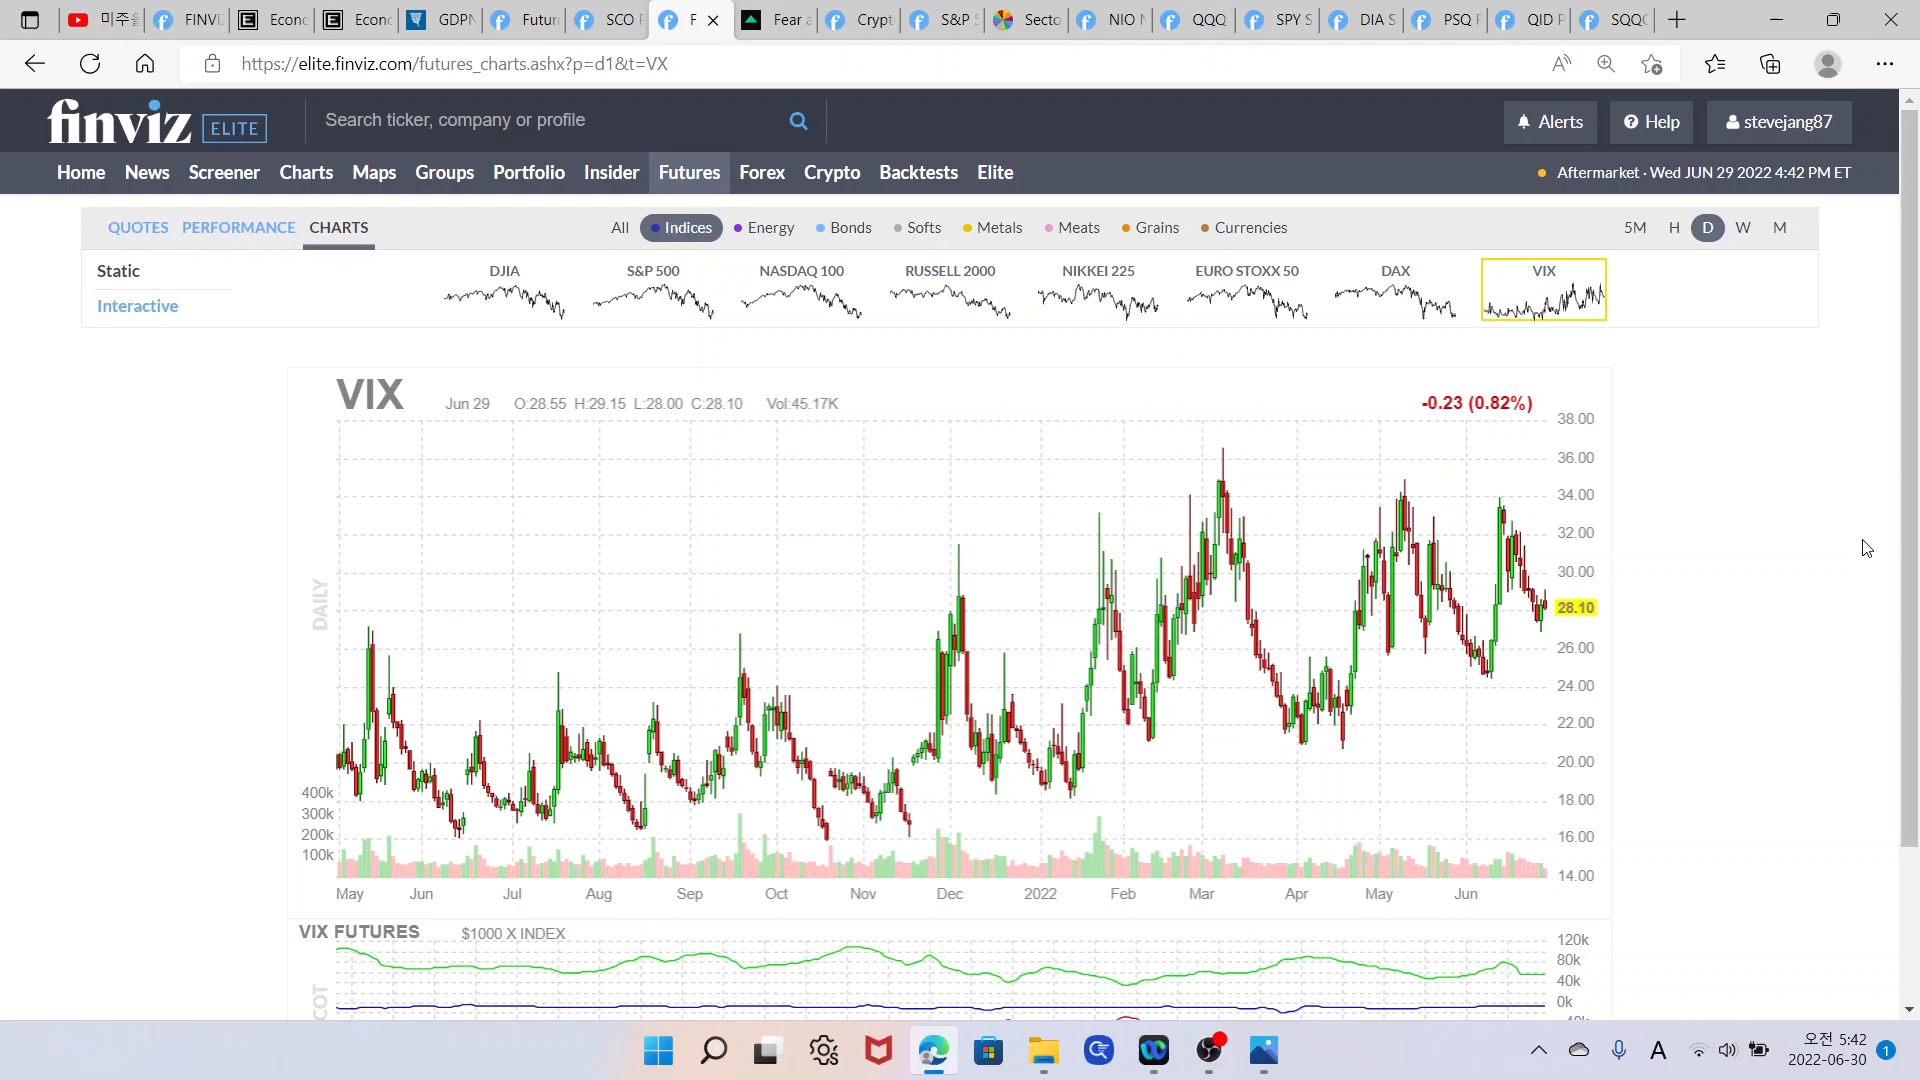 미주
FINVI
Econ
Econ
GDPN
Futur
SCO
F
Fear
Crypt
S&P
Secto
NIO
QQQ
SPY S
DIA S
PSQ
QID P
SQQ
https://elite.finviz.com/futures_charts.ashx?p=d1&t=VX
finviz ELITE
Search ticker, company or profile
Alerts
Help
stevejang87
Home News Screener Charts Maps Groups Portfolio Insider Futures Forex Crypto Backtests Elite
Aftermarket · Wed JUN 29 2022 4:42 PM ET
QUOTES PERFORMANCE CHARTS
All Indices Energy Bonds Softs Metals Meats Grains Currencies
5M H D W M
Static
Interactive
DJIA S&P 500 NASDAQ 100 RUSSELL 2000 NIKKEI 225 EURO STOXX 50 DAX VIX
VIX Jun 29 O:28.55 H:29.15 L:28.00 C:28.10 Vol:45.17K -0.23 (0.82%)
DAILY
38.00
36.00
34.00
32.00
30.00
28.10
26.00
24.00
22.00
20.00
18.00
16.00
14.00
400k
300k
200k
100k
May Jun Jul Aug Sep Oct Nov Dec 2022 Feb Mar Apr May Jun
VIX FUTURES $1000 X INDEX
COT
120k
80k
40k
0k
-40k
A
오전 5:42
2022-06-30
1